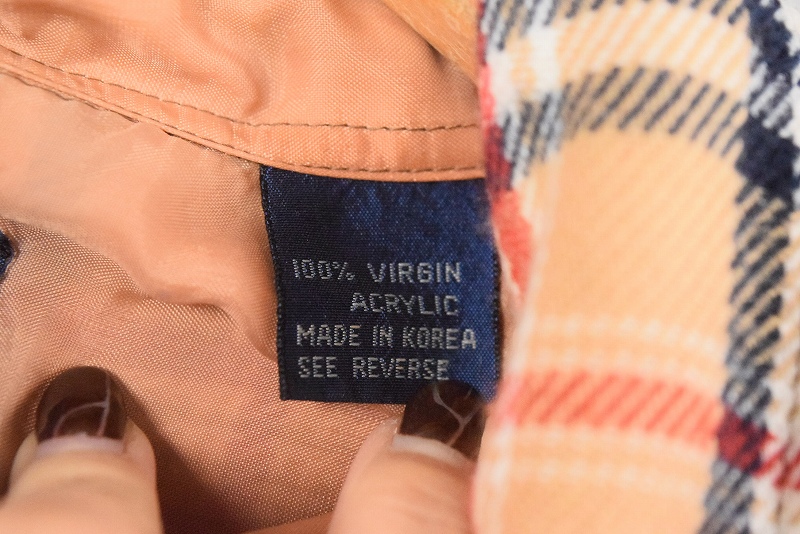 100% VIRGIN
ACRYLIC
MADE IN KOREA
SEE REVERSE